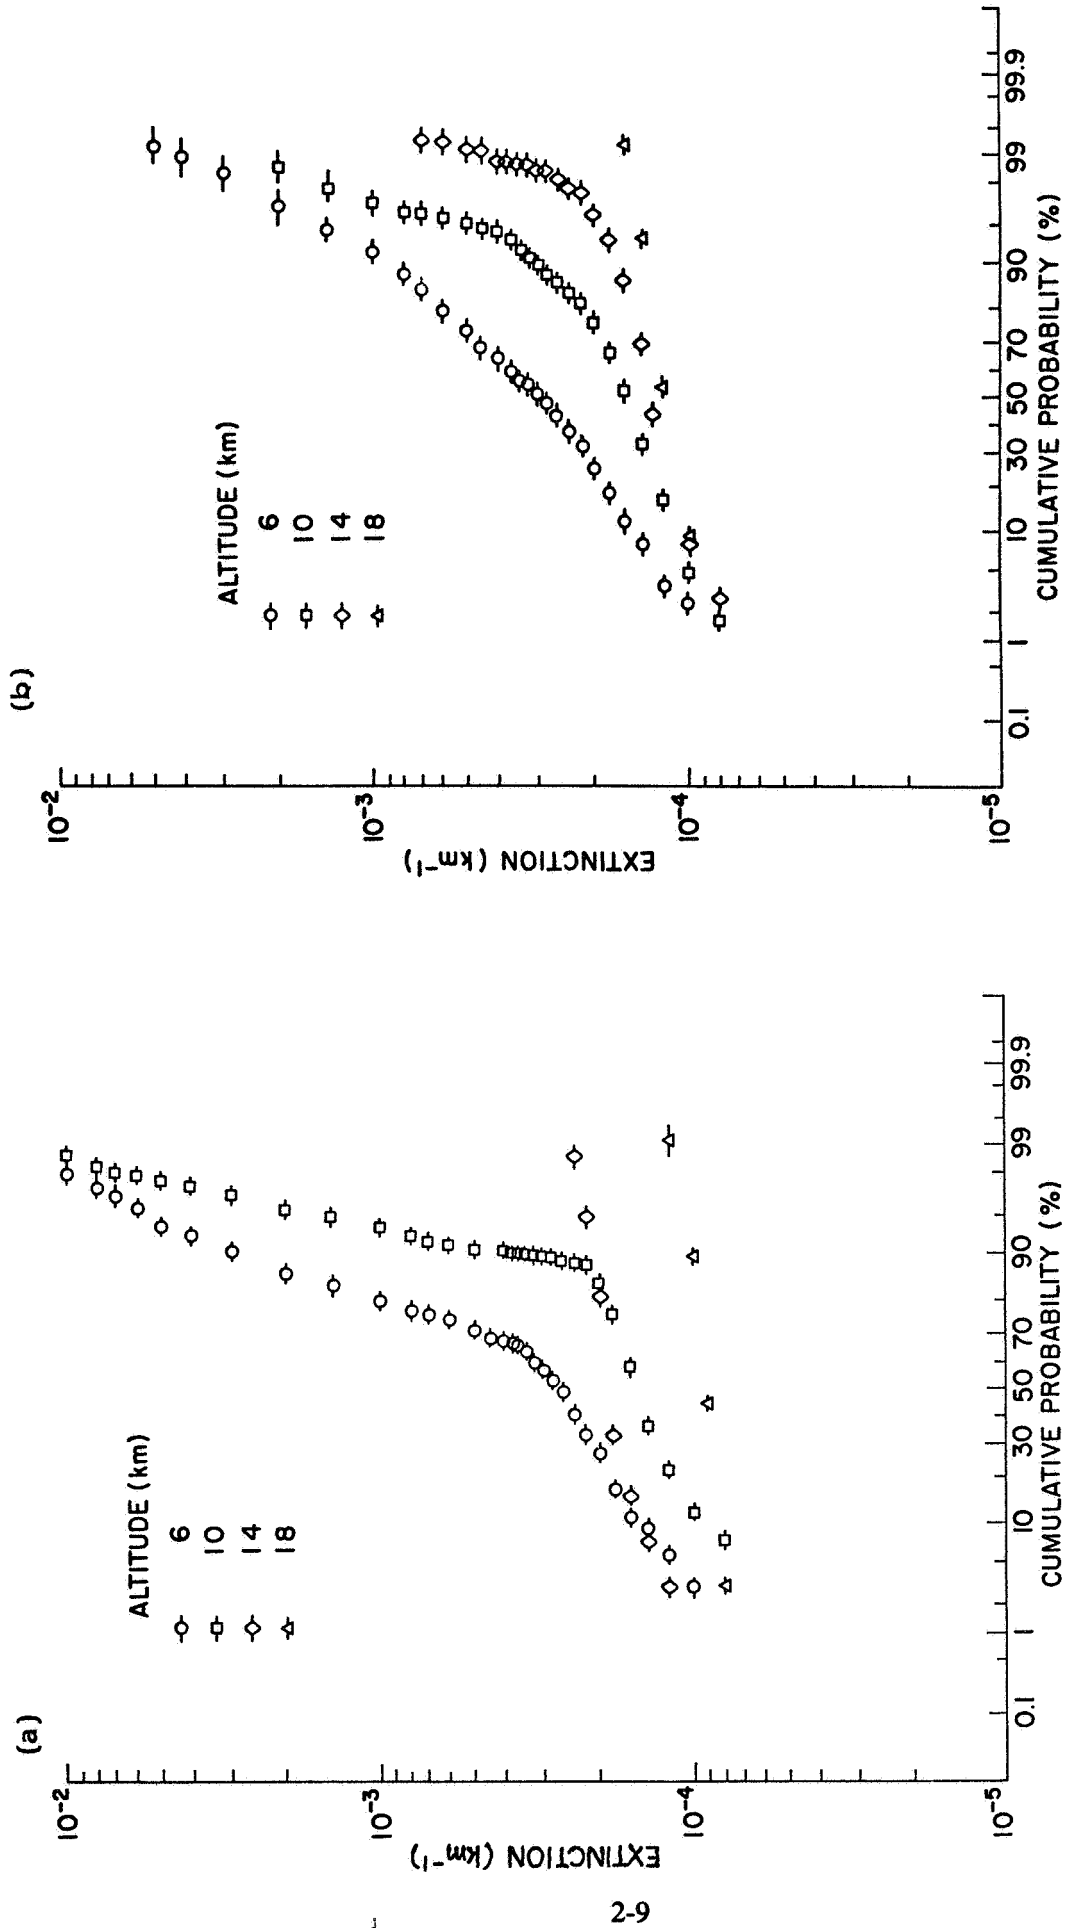 (a)
ALTITUDE (km)
6
10
14
18
10⁻²
10⁻³
10⁻⁴
10⁻⁵
EXTINCTION (km⁻¹)
0.1 1 10 30 50 70 90 99 99.9
CUMULATIVE PROBABILITY (%)
(b)
ALTITUDE (km)
6
10
14
18
10⁻²
10⁻³
10⁻⁴
10⁻⁵
EXTINCTION (km⁻¹)
0.1 1 10 30 50 70 90 99 99.9
CUMULATIVE PROBABILITY (%)
2-9